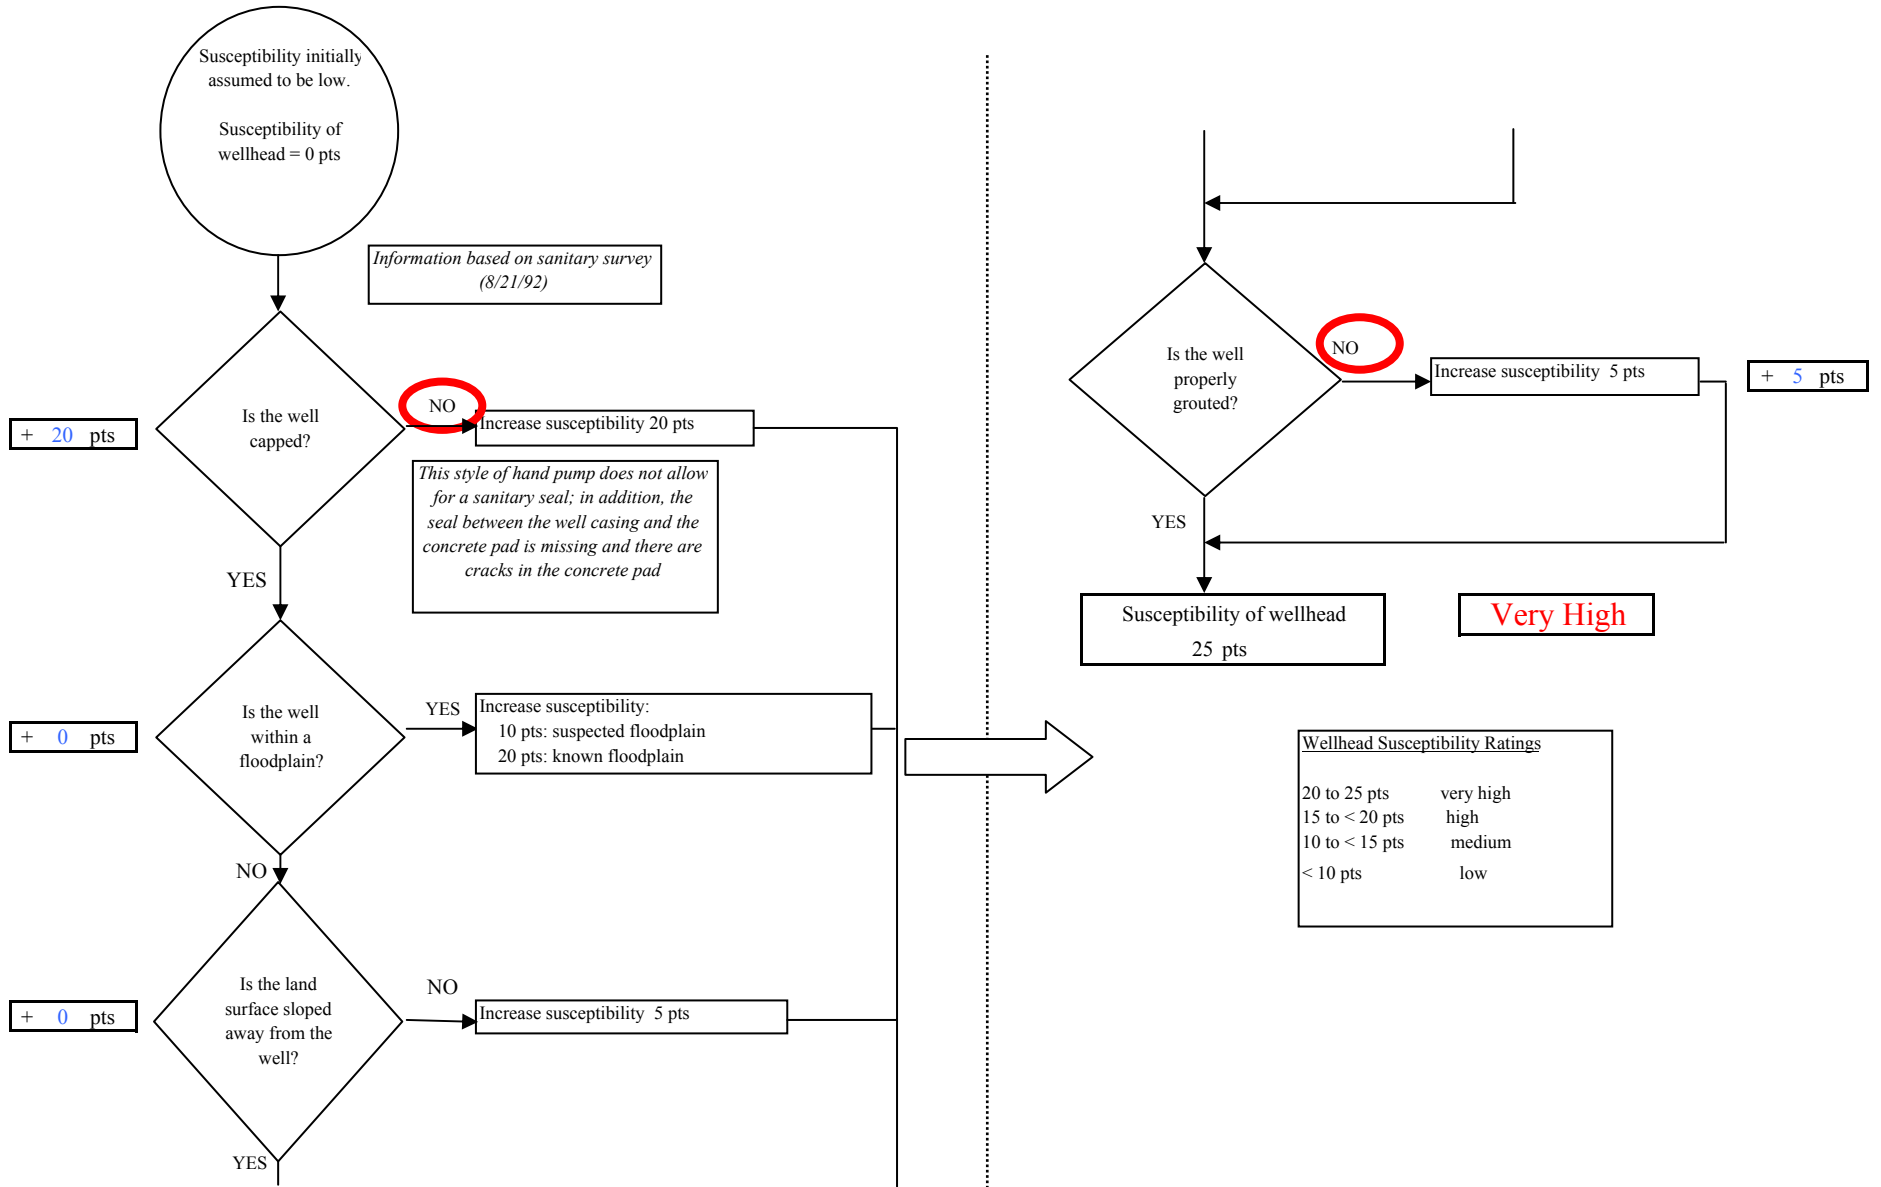 Susceptibility initially
assumed to be low.
Susceptibility of
wellhead = 0 pts
Information based on sanitary survey
(8/21/92)
Is the well
capped?
NO
Increase susceptibility 20 pts
+ 20 pts
This style of hand pump does not allow
for a sanitary seal; in addition, the
seal between the well casing and the
concrete pad is missing and there are
cracks in the concrete pad
YES
Is the well
within a
floodplain?
YES
Increase susceptibility:
10 pts: suspected floodplain
20 pts: known floodplain
+ 0 pts
NO
Is the land
surface sloped
away from the
well?
NO
Increase susceptibility 5 pts
+ 0 pts
YES
Is the well
properly
grouted?
NO
Increase susceptibility 5 pts
+ 5 pts
YES
Susceptibility of wellhead
25 pts
Very High
Wellhead Susceptibility Ratings
20 to 25 pts very high
15 to < 20 pts high
10 to < 15 pts medium
< 10 pts low